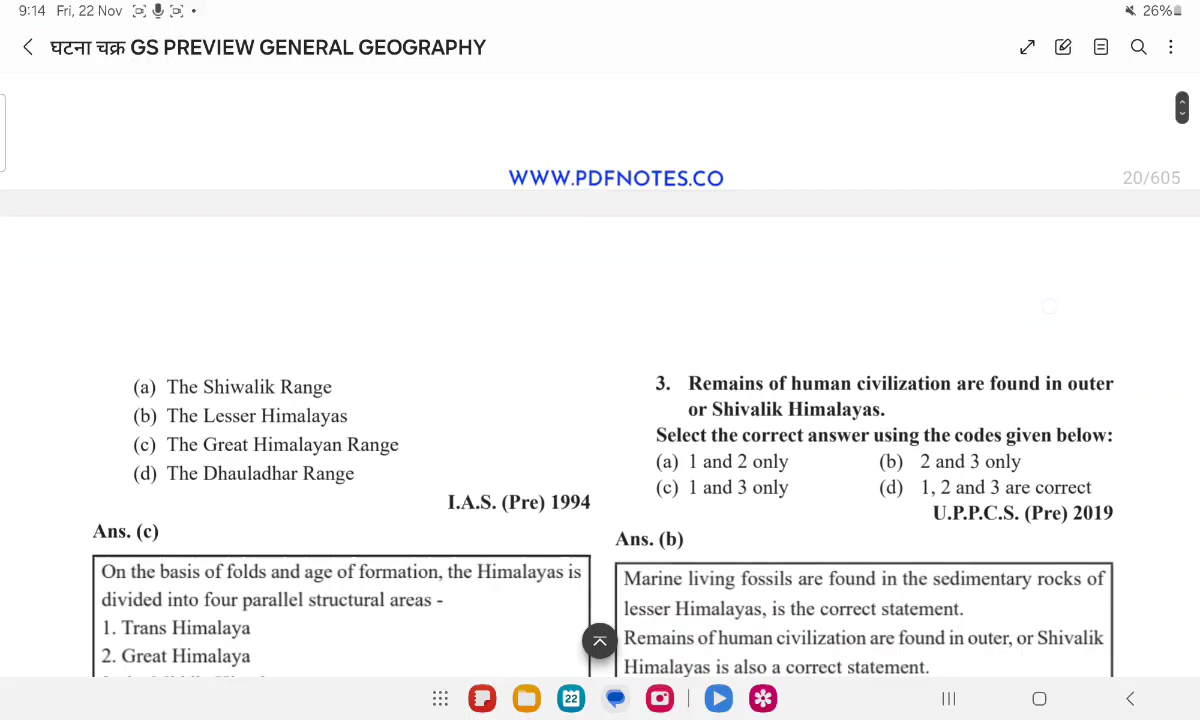 9:14 Fri, 22 Nov
26%
घटना चक्र GS PREVIEW GENERAL GEOGRAPHY
WWW.PDFNOTES.CO
20/605
(a) The Shiwalik Range
(b) The Lesser Himalayas
(c) The Great Himalayan Range
(d) The Dhauladhar Range
I.A.S. (Pre) 1994
Ans. (c)
On the basis of folds and age of formation, the Himalayas is
divided into four parallel structural areas -
1. Trans Himalaya
2. Great Himalaya
3. Remains of human civilization are found in outer
or Shivalik Himalayas.
Select the correct answer using the codes given below:
(a) 1 and 2 only (b) 2 and 3 only
(c) 1 and 3 only (d) 1, 2 and 3 are correct
U.P.P.C.S. (Pre) 2019
Ans. (b)
Marine living fossils are found in the sedimentary rocks of
lesser Himalayas, is the correct statement.
Remains of human civilization are found in outer, or Shivalik
Himalayas is also a correct statement.
22